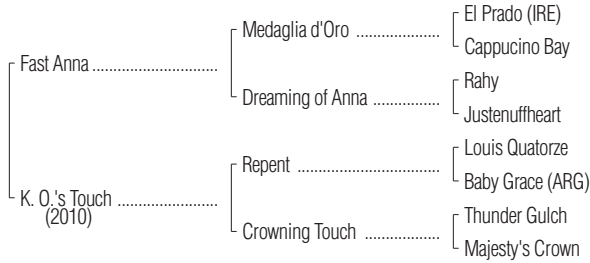 El Prado (IRE)
Medaglia d'Oro ..................
Cappucino Bay
Fast Anna ...........................
Rahy
Dreaming of Anna ................
Justenuffheart
Louis Quatorze
Repent ..............................
Baby Grace (ARG)
K. O.'s Touch .....................
(2010)
Thunder Gulch
Crowning Touch ..................
Majesty's Crown